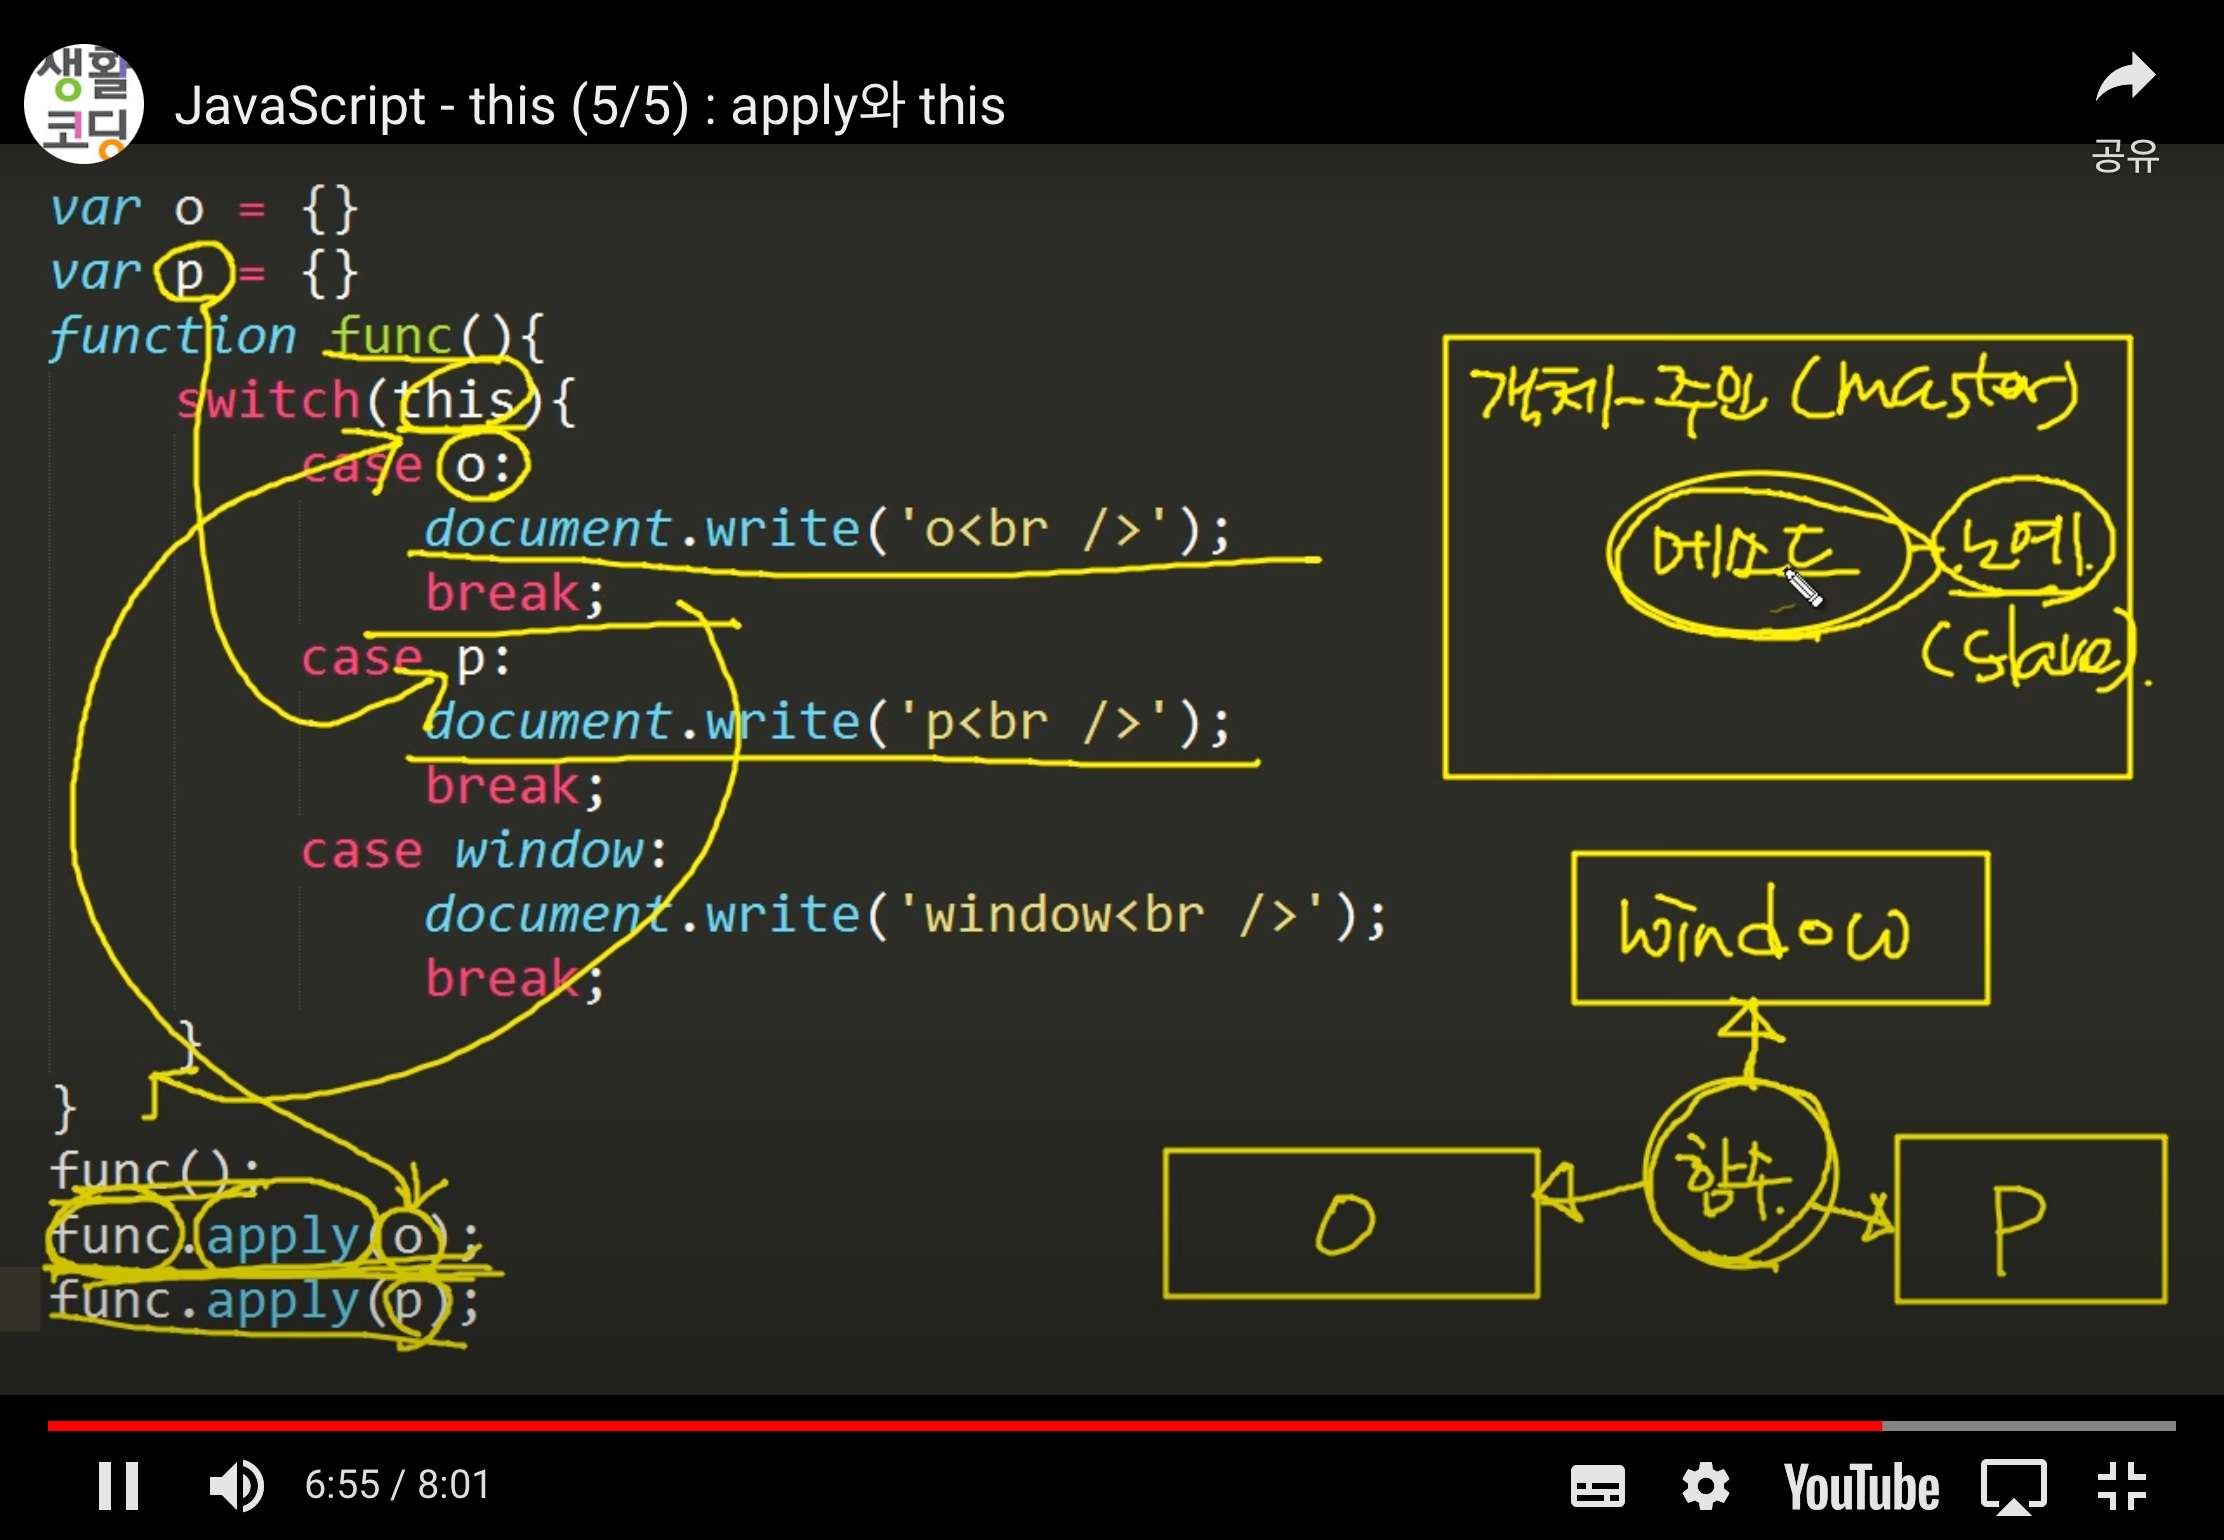 생활
코딩
JavaScript - this (5/5) : apply와 this
공유
var o = {}
var p = {}
function func(){
switch(this){
case o:
document.write('o<br />');
break;
case p:
document.write('p<br />');
break;
case window:
document.write('window<br />');
break;
}
}
func();
func.apply(o);
func.apply(p);
객체-주인 (master)
메소드
노예.
(slave).
window
함수.
O
P
6:55 / 8:01
YouTube